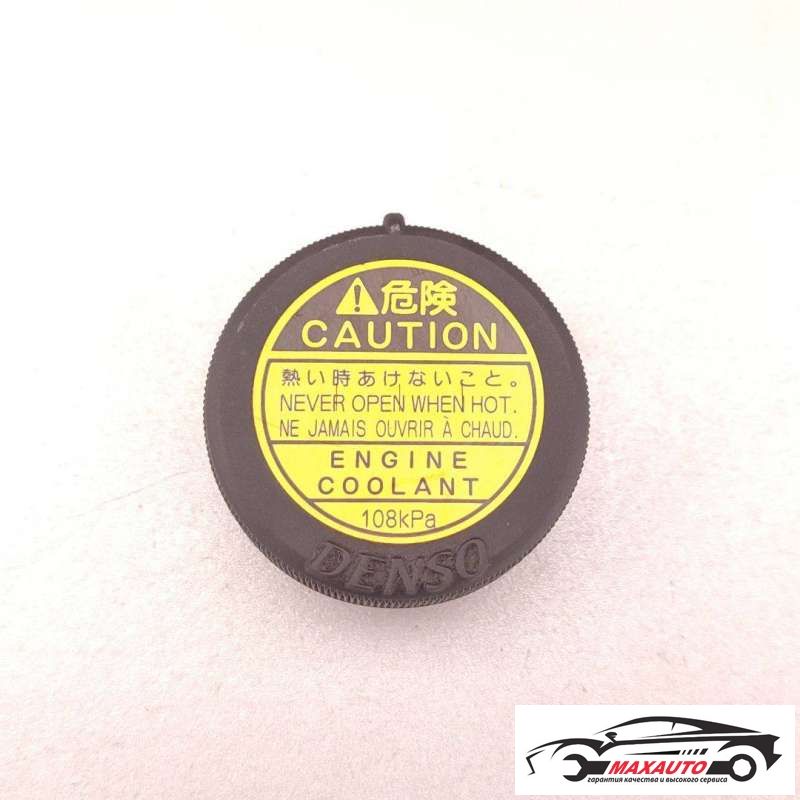 危険
CAUTION
熱い時あけないこと。
NEVER OPEN WHEN HOT.
NE JAMAIS OUVRIR À CHAUD.
ENGINE
COOLANT
108kPa
DENSO
MAXAUTO
гарантия качества и высокого сервиса